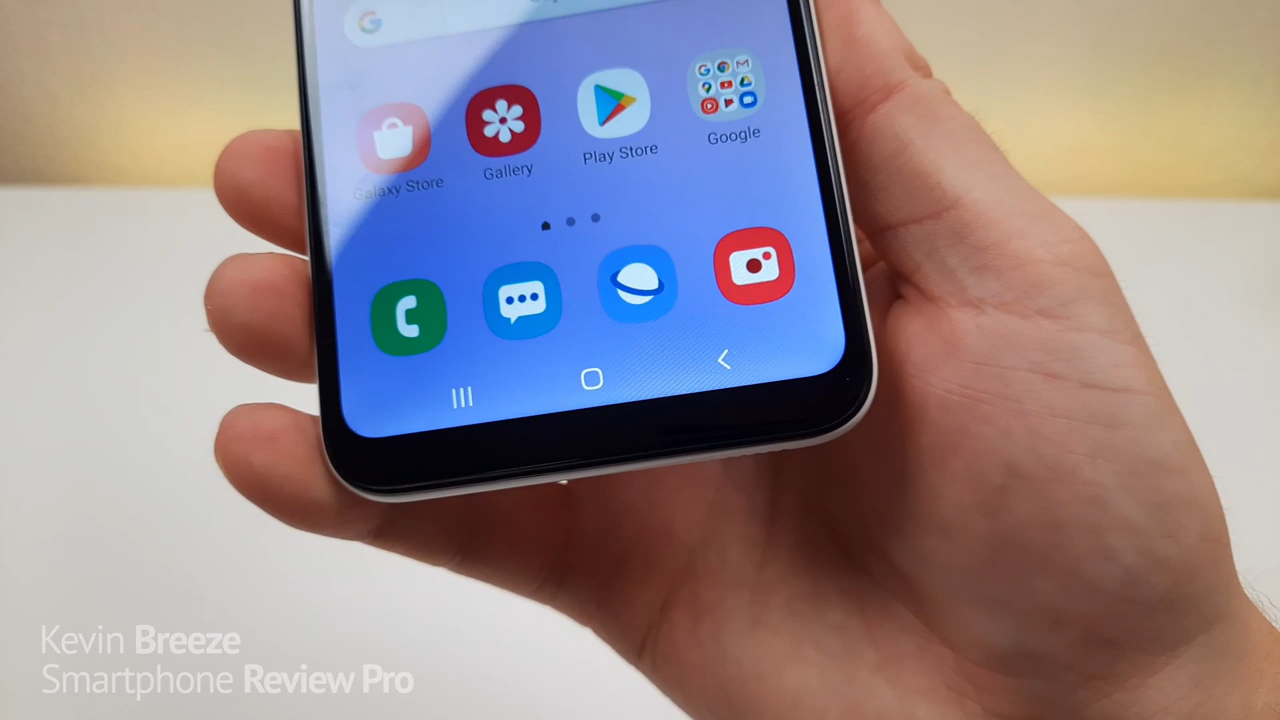 Galaxy Store
Gallery
Play Store
Google
Kevin Breeze
Smartphone Review Pro